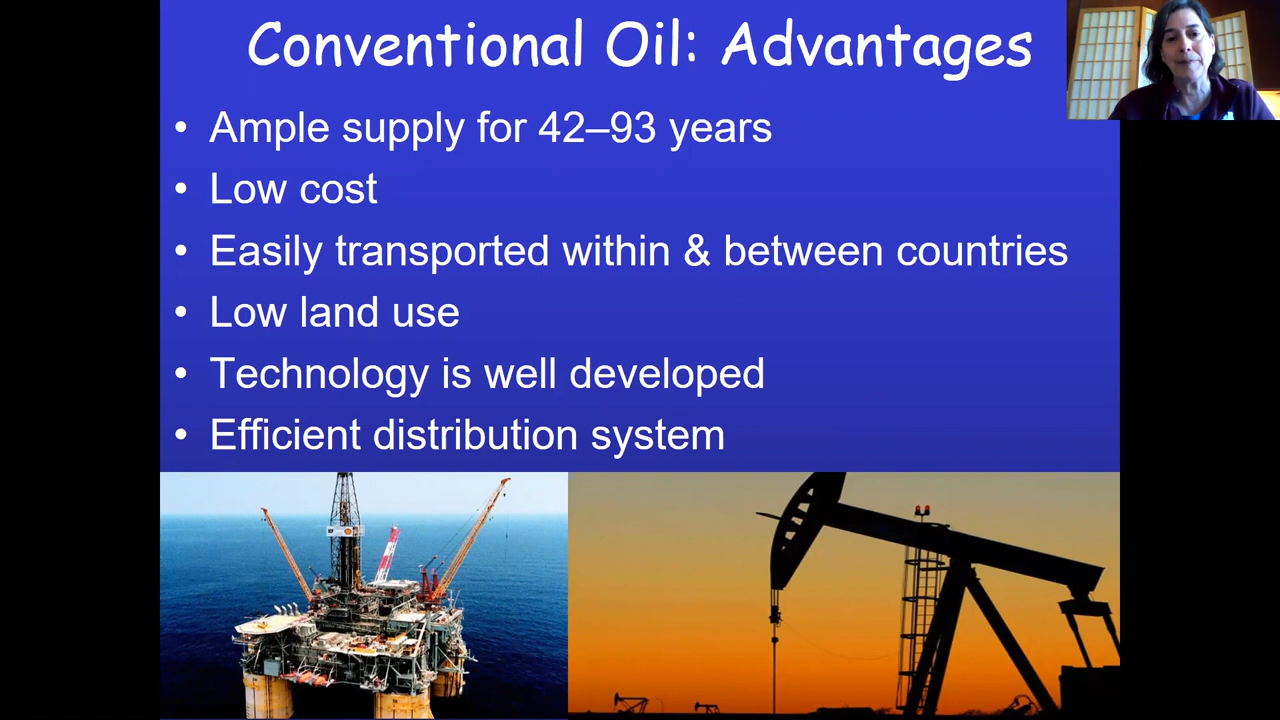 Conventional Oil: Advantages
• Ample supply for 42–93 years
• Low cost
• Easily transported within & between countries
• Low land use
• Technology is well developed
• Efficient distribution system